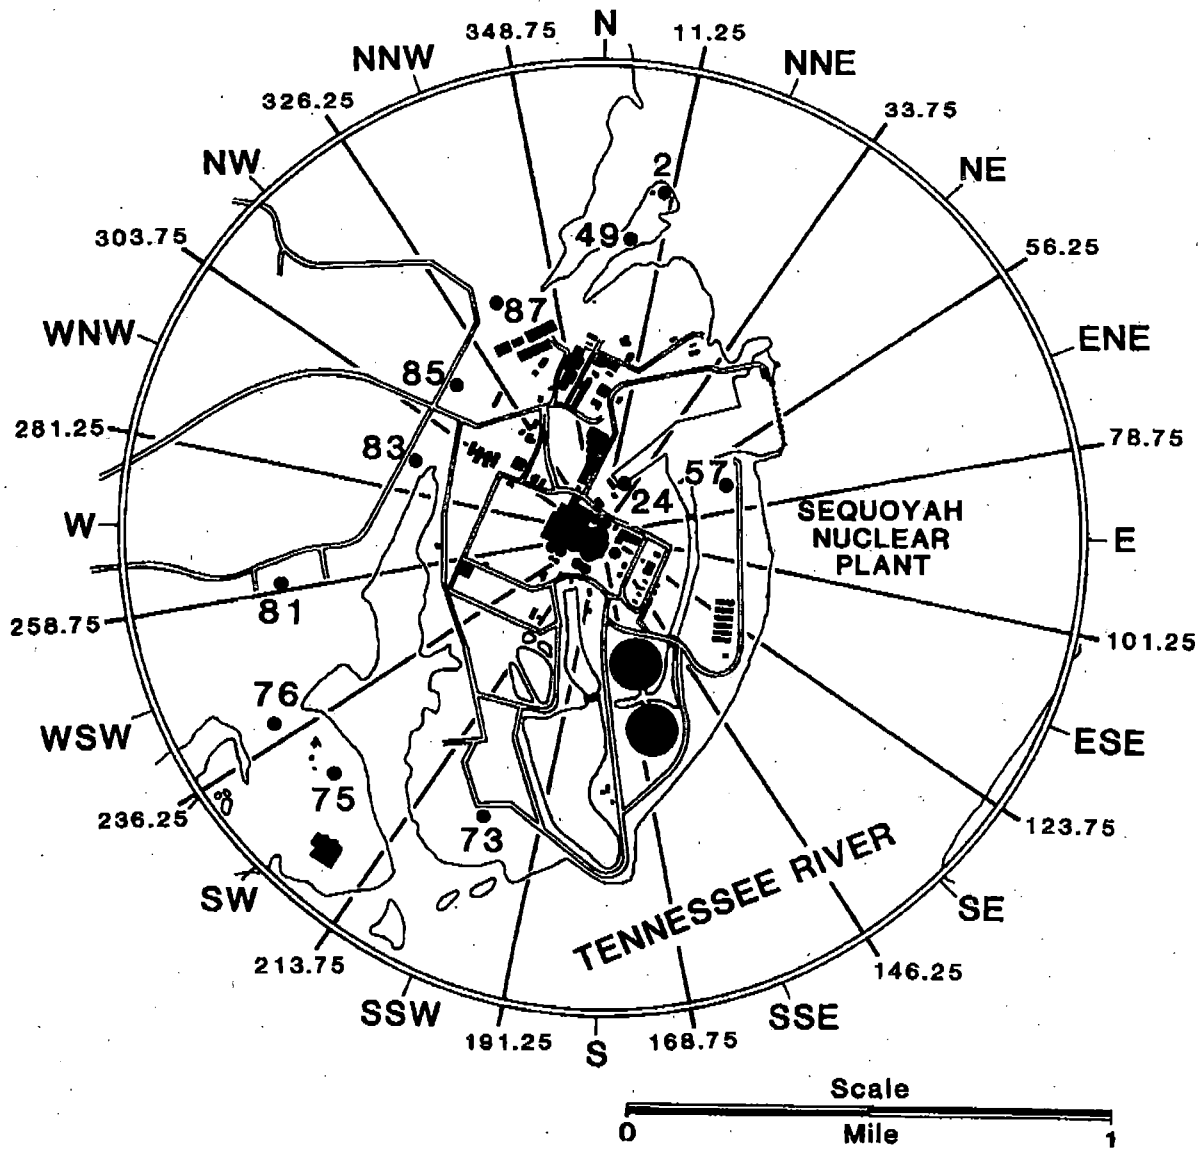 N
348.75
11.25
NNW
NNE
326.25
33.75
NW
2
NE
303.75
49
56.25
WNW
87
ENE
85
281.25
83
57
78.75
24
W
SEQUOYAH
NUCLEAR
PLANT
E
81
258.75
101.25
76
WSW
ESE
75
236.25
73
123.75
TENNESSEE RIVER
SW
SE
213.75
146.25
SSW
SSE
191.25
S
168.75
Scale
0
Mile
1